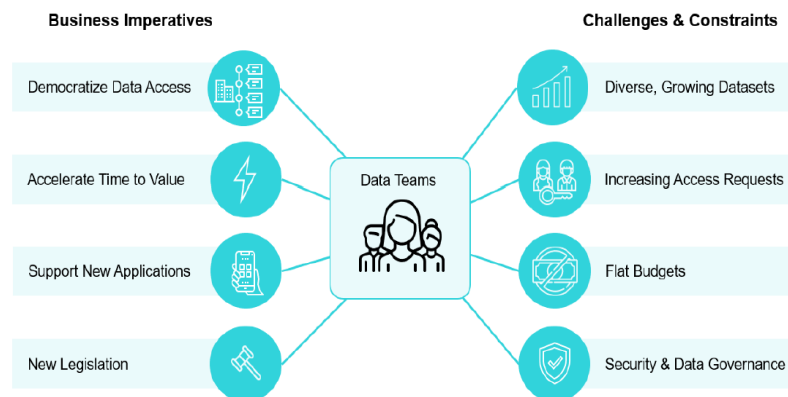 Business Imperatives
Challenges & Constraints
Democratize Data Access
Diverse, Growing Datasets
Accelerate Time to Value
Data Teams
Increasing Access Requests
Support New Applications
Flat Budgets
New Legislation
Security & Data Governance